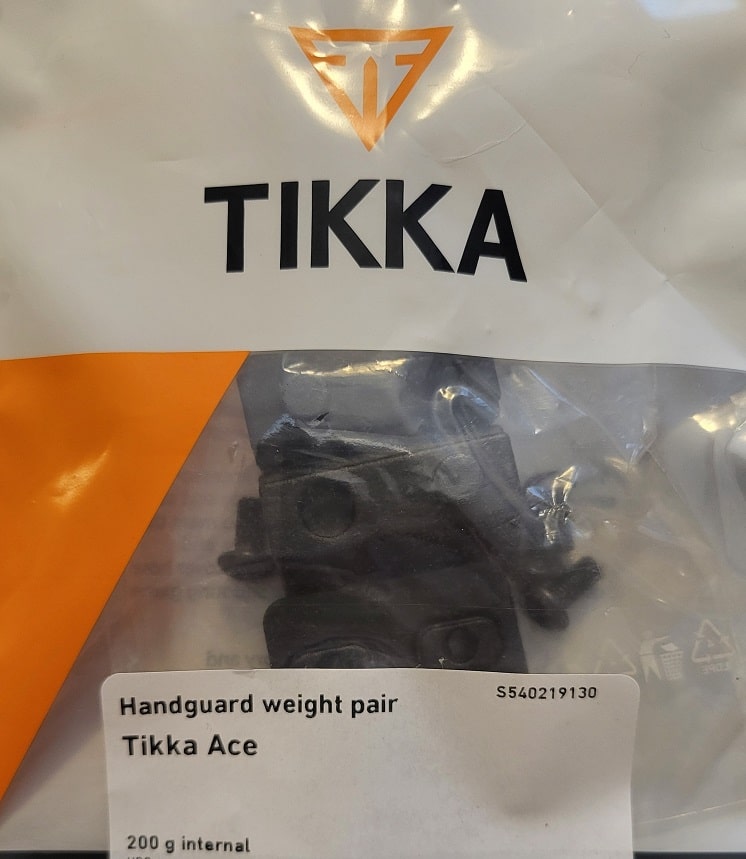 TIKKA
Handguard weight pair
S540219130
Tikka Ace
200 g internal